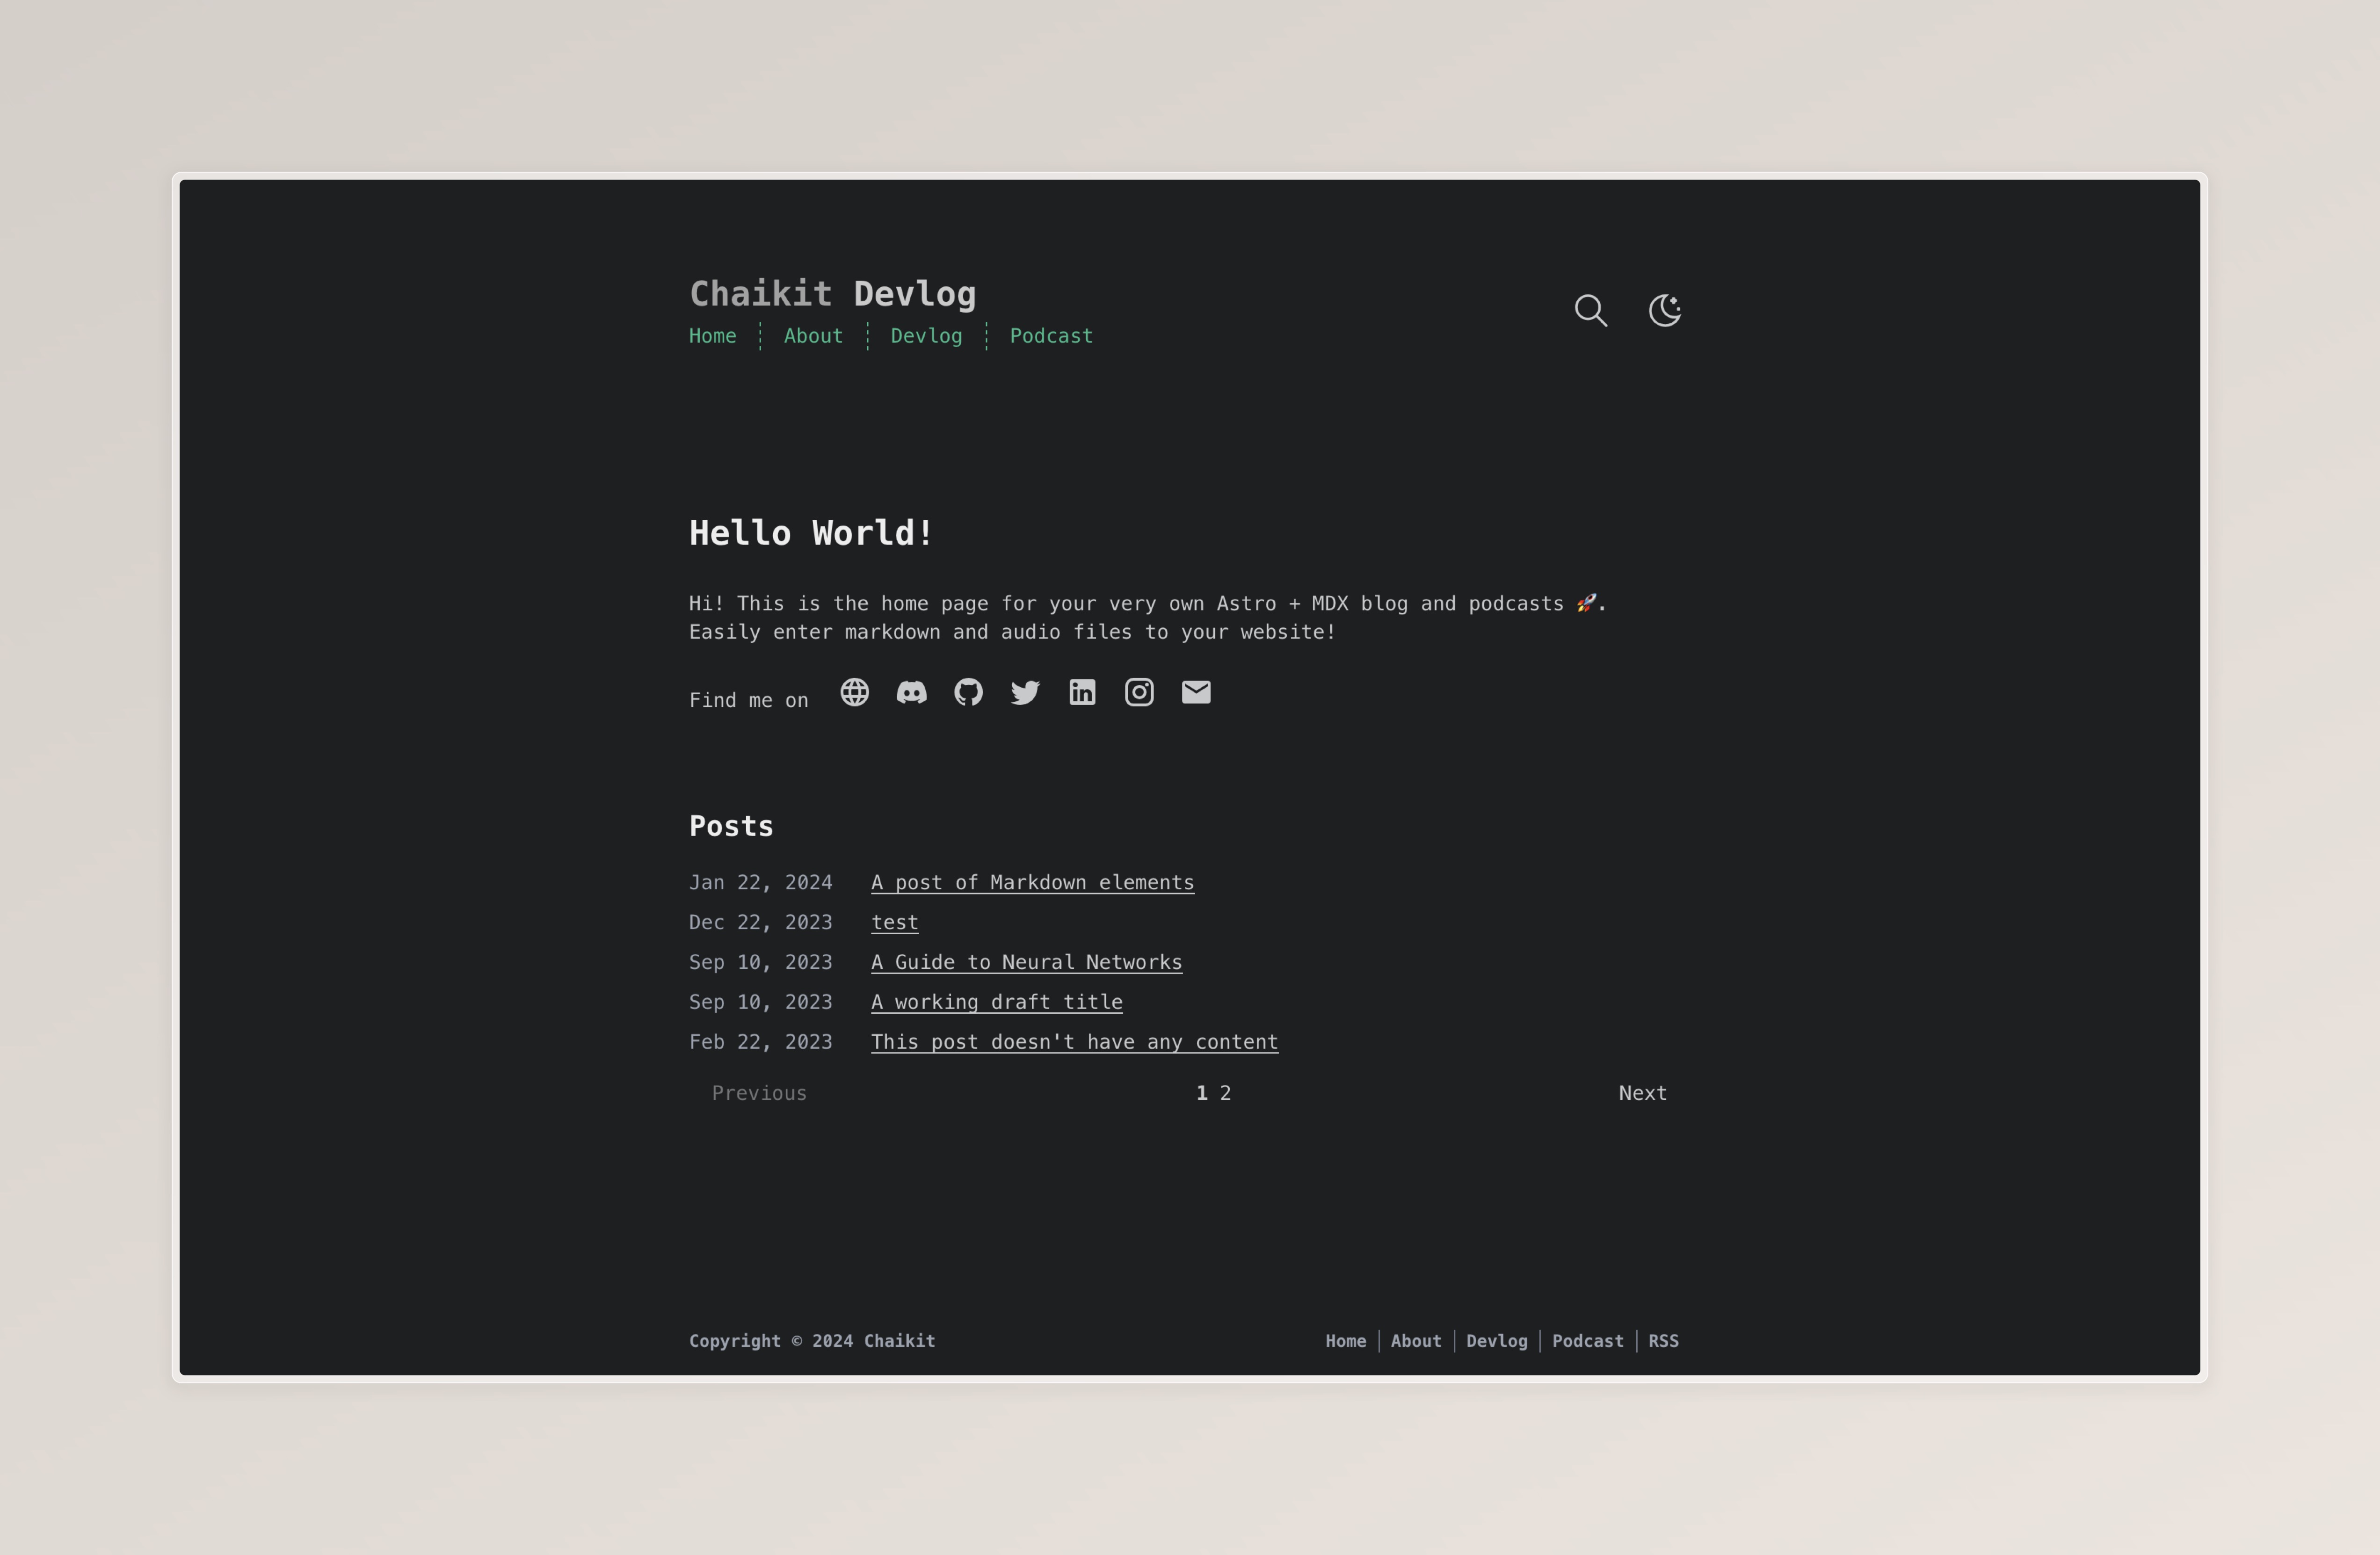 Chaikit Devlog
Home About Devlog Podcast
Hello World!
Hi! This is the home page for your very own Astro + MDX blog and podcasts 🚀.
Easily enter markdown and audio files to your website!
Find me on
Posts
Jan 22, 2024 A post of Markdown elements
Dec 22, 2023 test
Sep 10, 2023 A Guide to Neural Networks
Sep 10, 2023 A working draft title
Feb 22, 2023 This post doesn't have any content
Previous 1 2 Next
Copyright © 2024 Chaikit Home About Devlog Podcast RSS